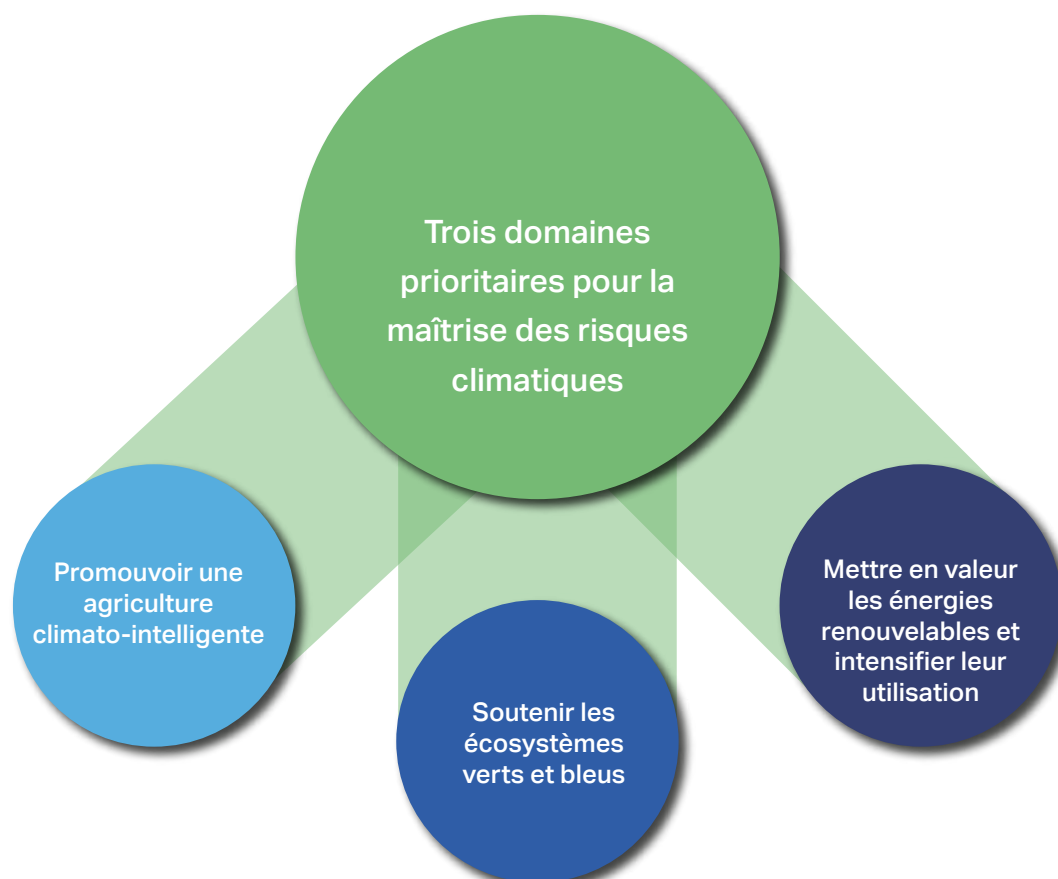 Trois domaines
prioritaires pour la
maîtrise des risques
climatiques
Promouvoir une
agriculture
climato-intelligente
Soutenir les
écosystèmes
verts et bleus
Mettre en valeur
les énergies
renouvelables et
intensifier leur
utilisation